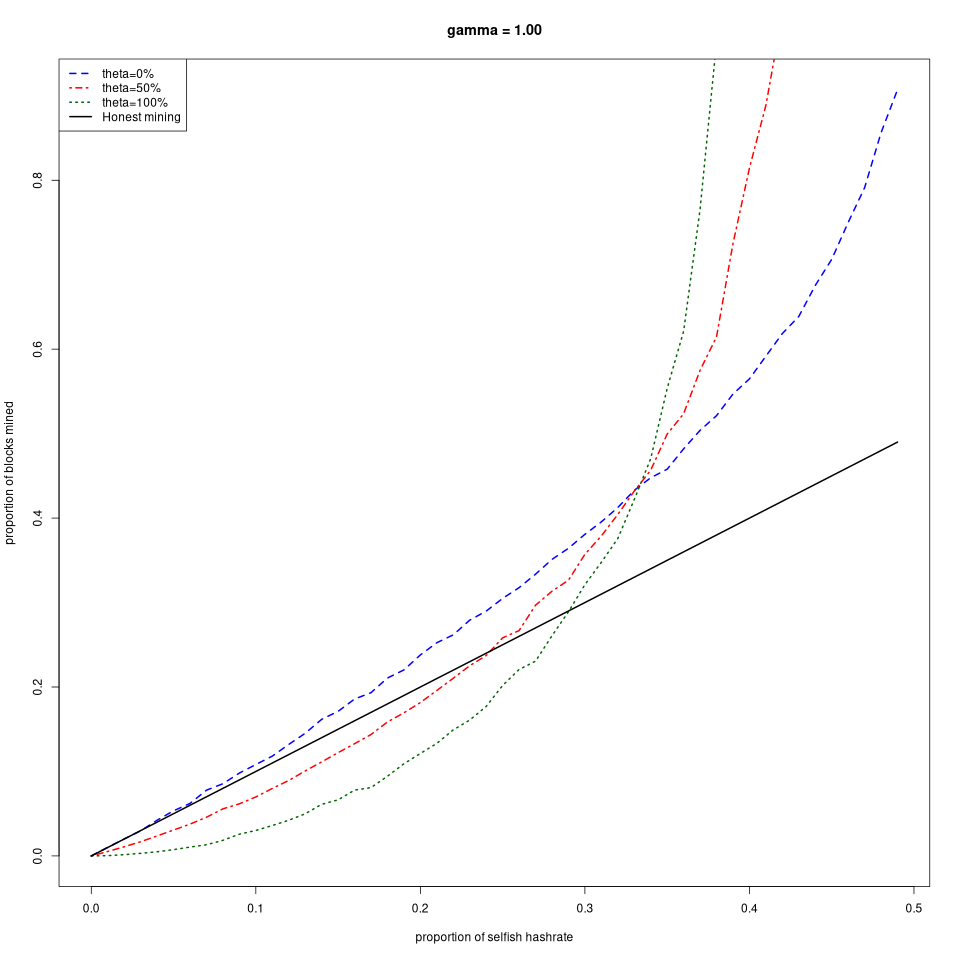 gamma = 1.00
theta=0%
theta=50%
theta=100%
Honest mining
proportion of blocks mined
0.8
0.6
0.4
0.2
0.0
0.0 0.1 0.2 0.3 0.4 0.5
proportion of selfish hashrate